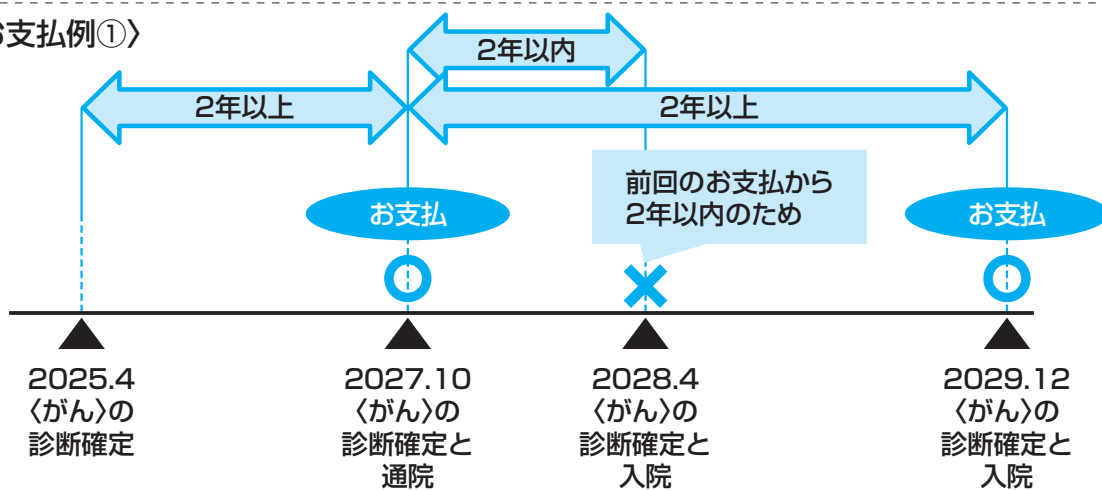 お支払例①〉
2年以内
2年以上
2年以上
前回のお支払から
2年以内のため
お支払
お支払
2025.4
〈がん〉の
診断確定
2027.10
〈がん〉の
診断確定と
通院
2028.4
〈がん〉の
診断確定と
入院
2029.12
〈がん〉の
診断確定と
入院